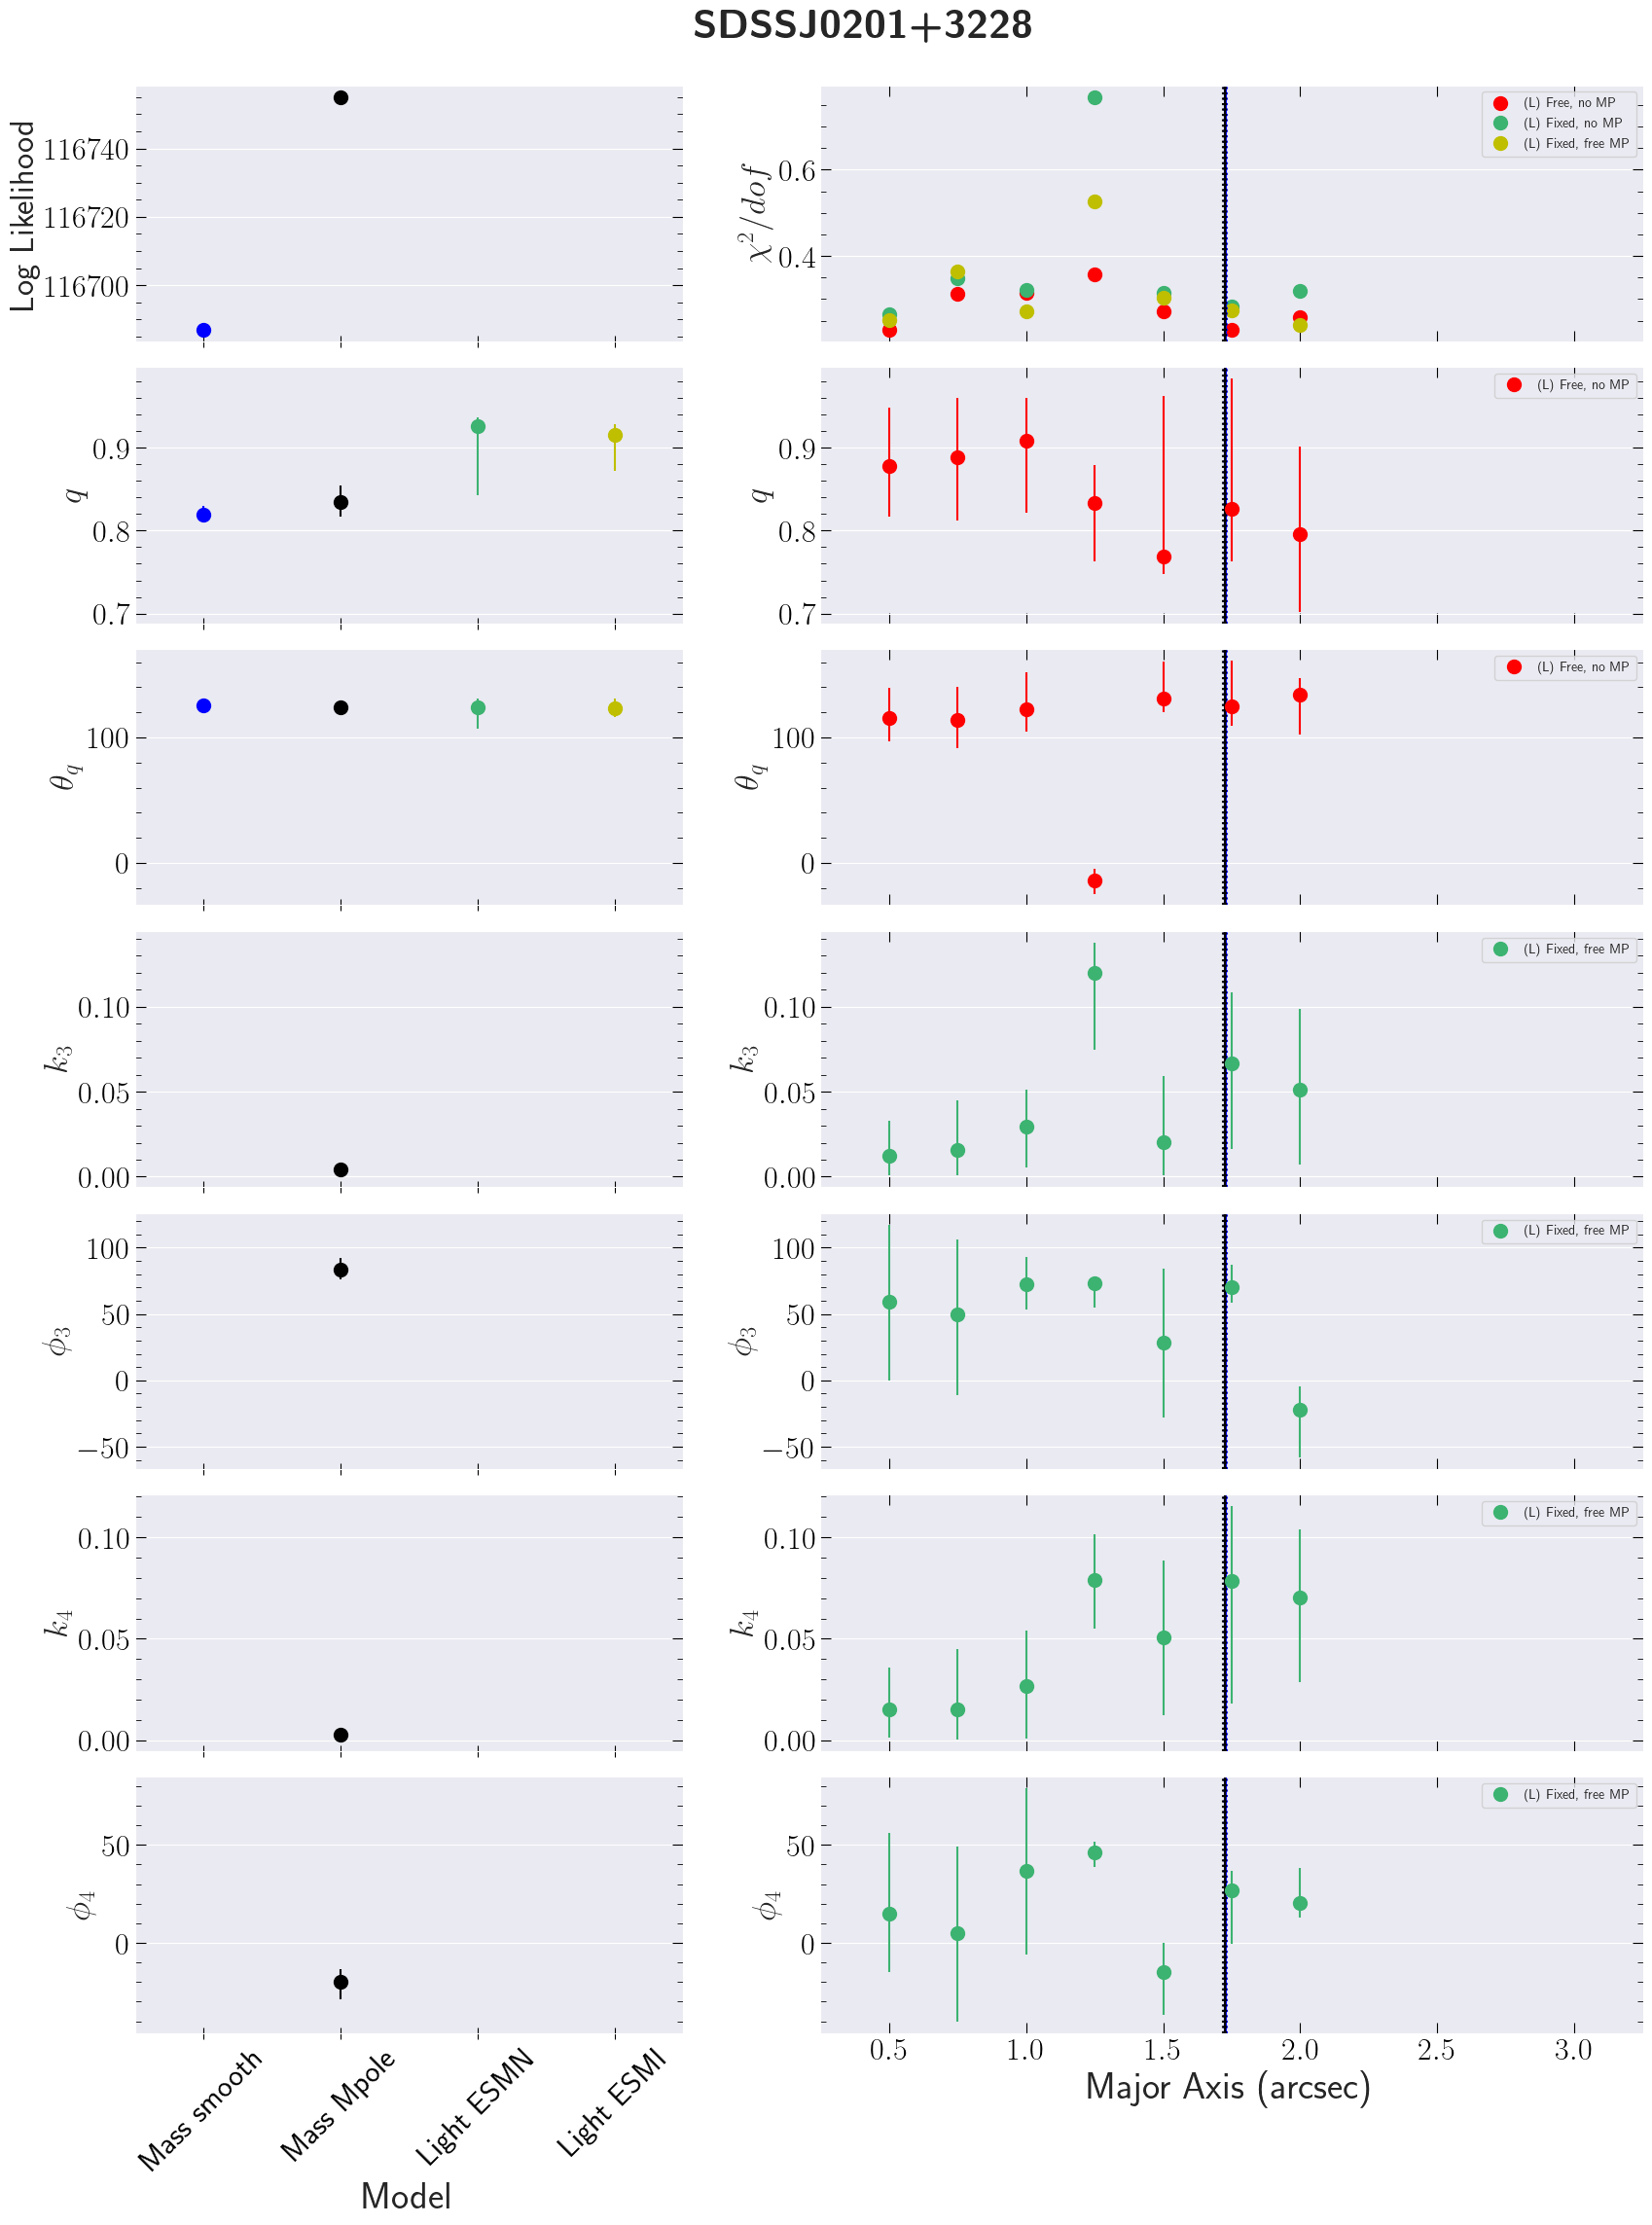 SDSSJ0201+3228
Log Likelihood
116740
116720
116700
χ²/dof
0.6
0.4
(L) Free, no MP
(L) Fixed, no MP
(L) Fixed, free MP
q
0.9
0.8
0.7
q
0.9
0.8
0.7
(L) Free, no MP
θq
100
0
θq
100
0
(L) Free, no MP
k3
0.10
0.05
0.00
k3
0.10
0.05
0.00
(L) Fixed, free MP
ϕ3
100
50
0
−50
ϕ3
100
50
0
−50
(L) Fixed, free MP
k4
0.10
0.05
0.00
k4
0.10
0.05
0.00
(L) Fixed, free MP
ϕ4
50
0
ϕ4
50
0
(L) Fixed, free MP
Mass smooth
Mass Mpole
Light ESMN
Light ESMI
Model
0.5 1.0 1.5 2.0 2.5 3.0
Major Axis (arcsec)